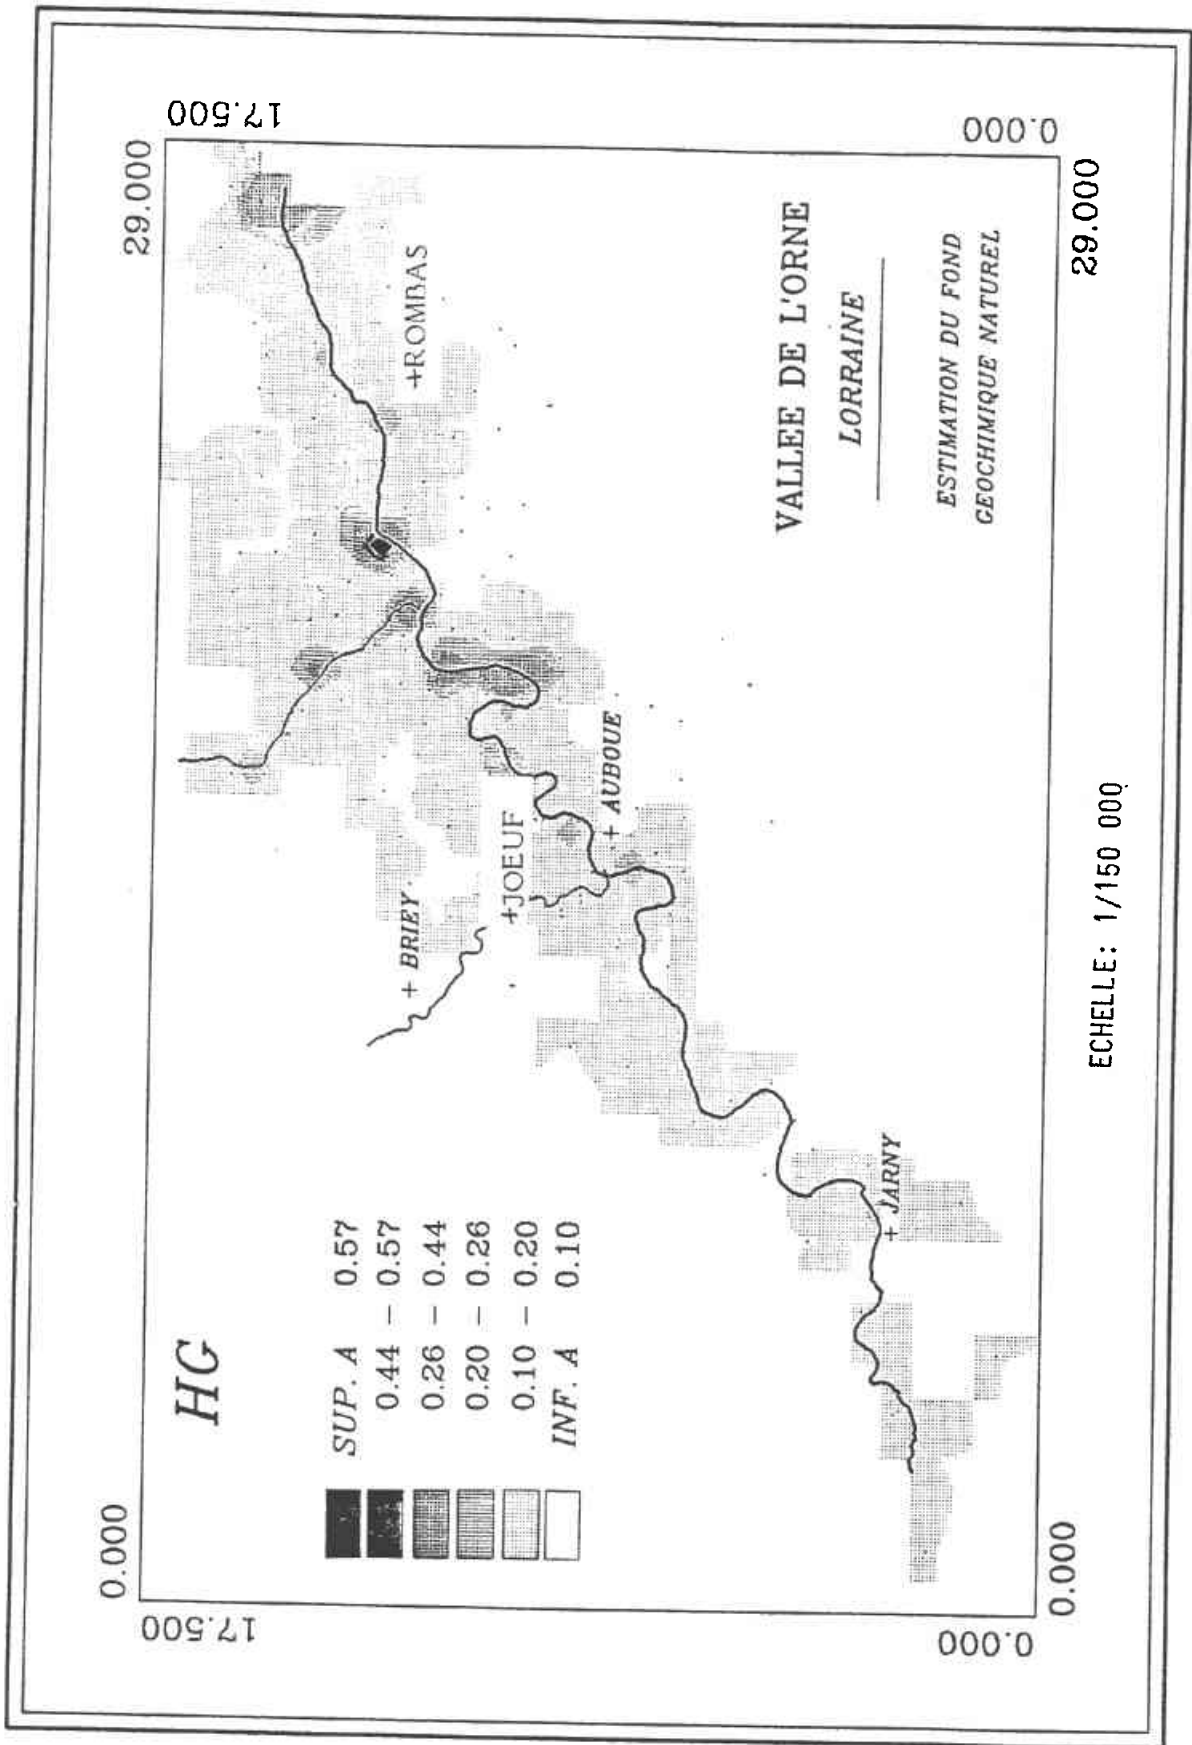 HG
0.000
29.000
17.500
17.500
SUP. A 0.57
0.44 - 0.57
0.26 - 0.44
0.20 - 0.26
0.10 - 0.20
INF. A 0.10
+ BRIEY
+JOEUF
+ AUBOUE
+ROMBAS
+ JARNY
VALLEE DE L'ORNE
LORRAINE
ESTIMATION DU FOND
GEOCHIMIQUE NATUREL
0.000
0.000
0.000
29.000
ECHELLE: 1/150 000